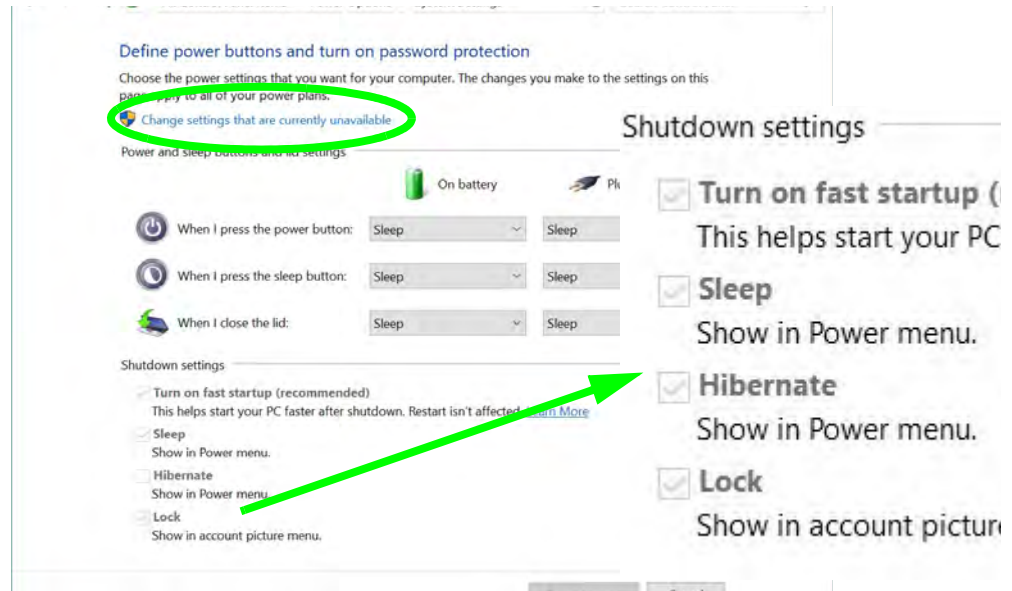 Define power buttons and turn on password protection
Choose the power settings that you want for your computer. The changes you make to the settings on this
page apply to all of your power plans.
Change settings that are currently unavailable
Power and sleep buttons and lid settings
On battery
When I press the power button: Sleep Sleep
When I press the sleep button: Sleep Sleep
When I close the lid: Sleep Sleep
Shutdown settings
Turn on fast startup (recommended)
This helps start your PC faster after shutdown. Restart isn't affected. Learn More
Sleep
Show in Power menu.
Hibernate
Show in Power menu.
Lock
Show in account picture menu.
Shutdown settings
Turn on fast startup (
This helps start your PC
Sleep
Show in Power menu.
Hibernate
Show in Power menu.
Lock
Show in account picture